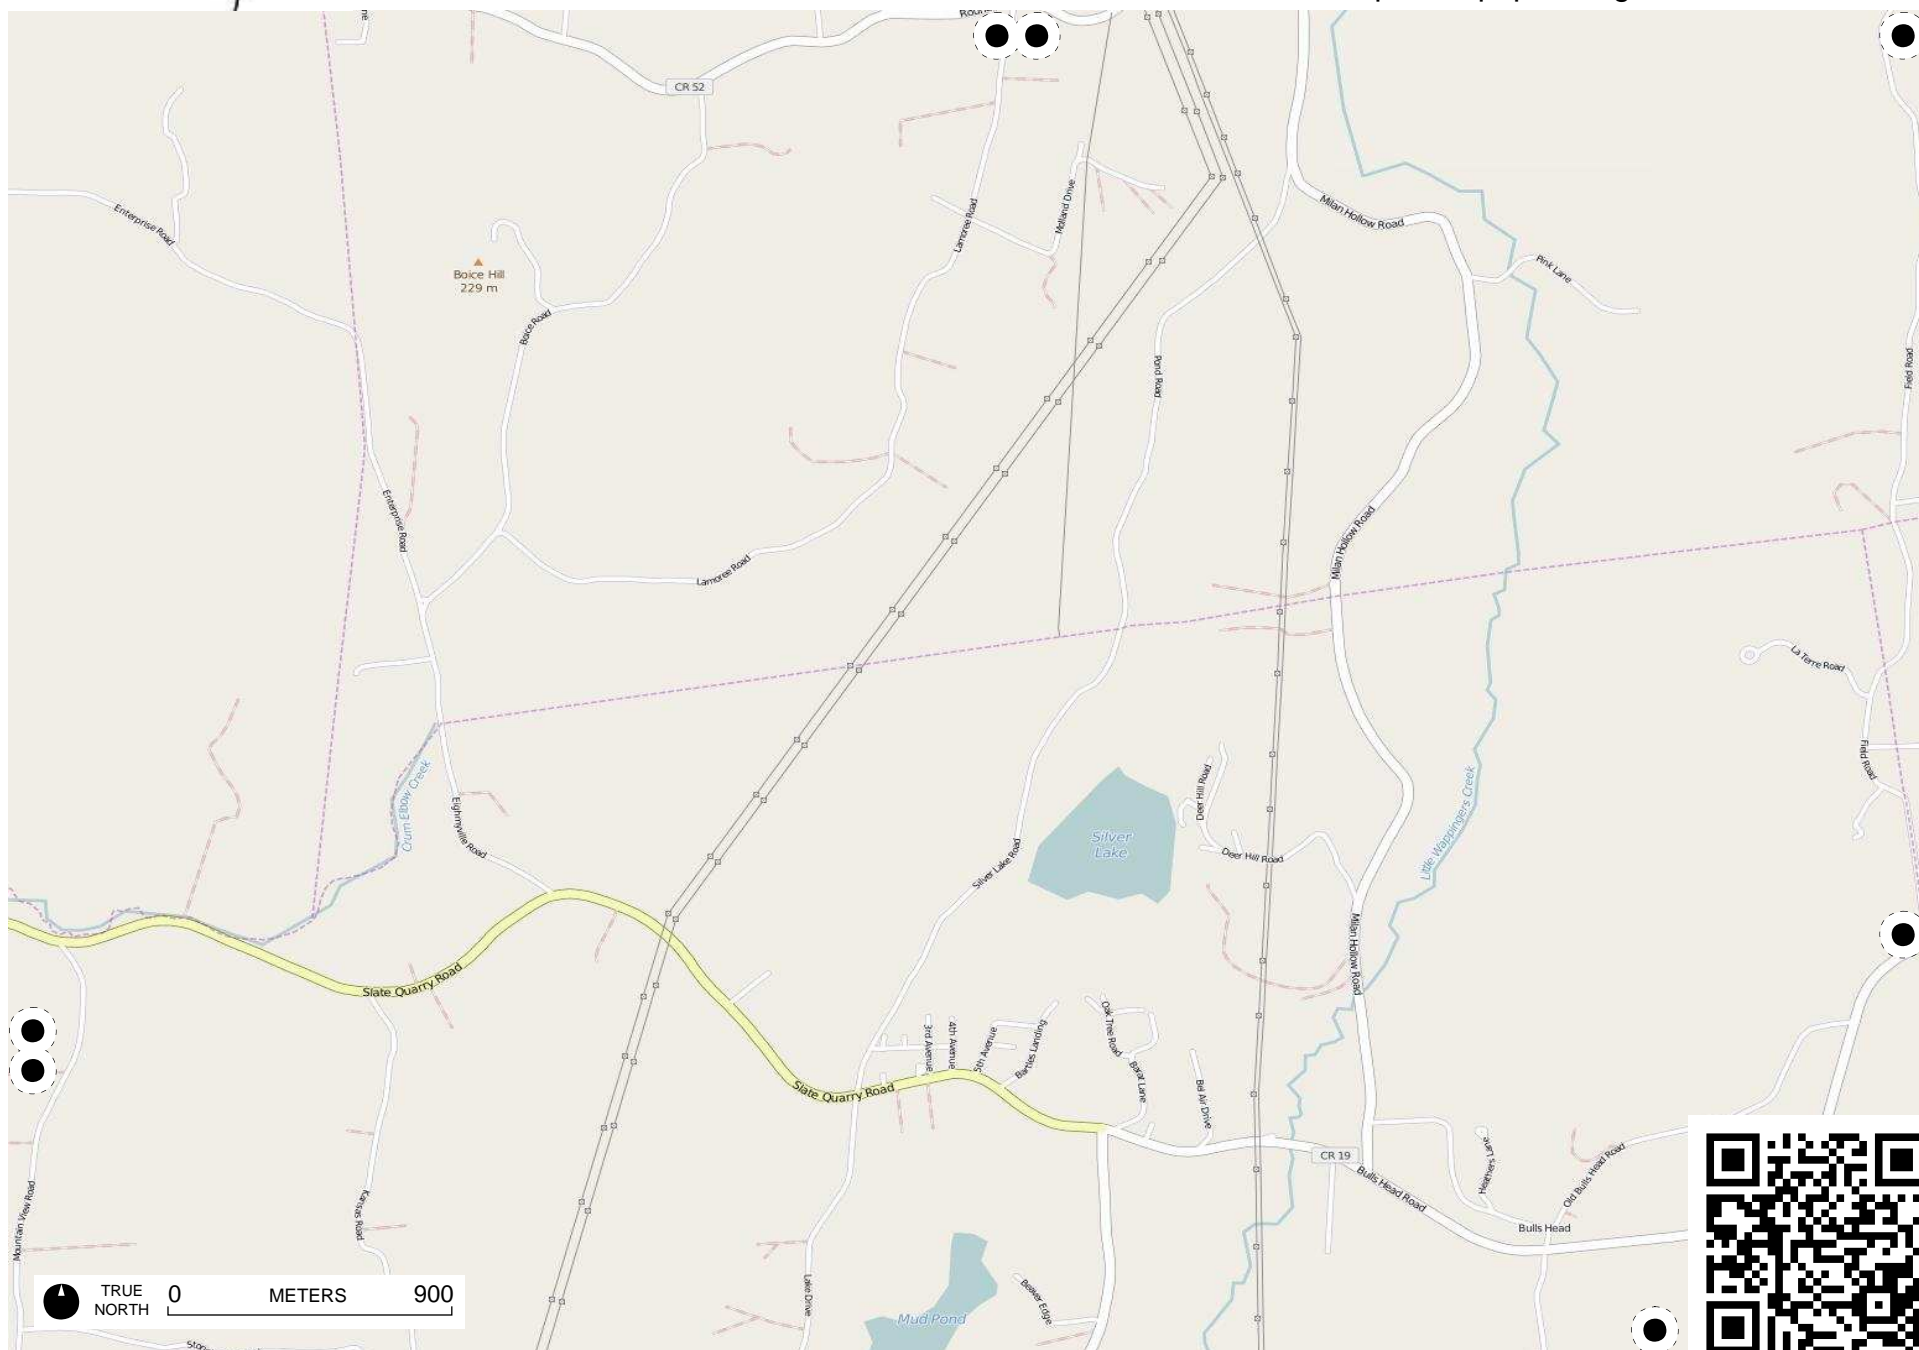 CR 52
Enterprise Road
Boice Hill
229 m
Boice Road
Lamoree Road
Molland Drive
Milan Hollow Road
Pink Lane
Pond Road
Field Road
Enterprise Road
Lamoree Road
Milan Hollow Road
La Terre Road
Field Road
Crum Elbow Creek
Eighmyville Road
Silver
Lake
Silver Lake Road
Deer Hill Road
Deer Hill Road
Little Wappingers Creek
Milan Hollow Road
Slate Quarry Road
3rd Avenue
4th Avenue
5th Avenue
Bartles Landing
Oak Tree Road
Barat Lane
Bel Air Drive
Slate Quarry Road
CR 19
Bulls Head Road
Heathers Lane
Old Bulls Head Road
Bulls Head
Mountain View Road
Kansas Road
Lake Drive
Beaver Edge
Mud Pond
TRUE
NORTH
0 METERS 900